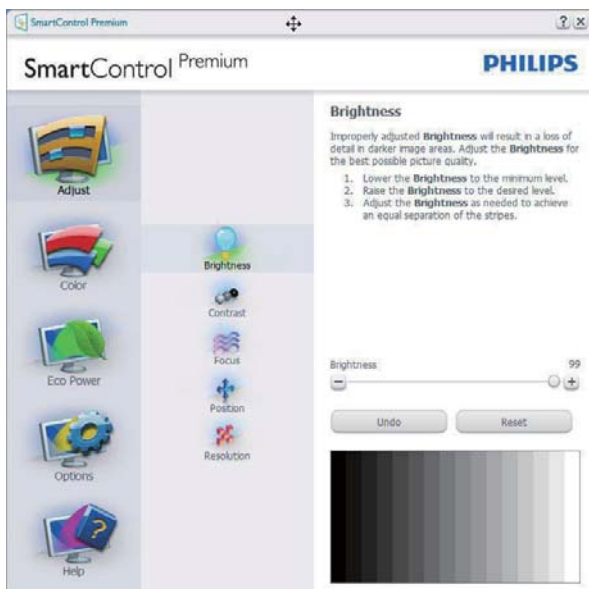 SmartControl Premium
? X
SmartControl Premium
PHILIPS
Adjust
Color
Eco Power
Options
Help
Brightness
Contrast
Focus
Position
Resolution
Brightness
Improperly adjusted Brightness will result in a loss of
detail in darker image areas. Adjust the Brightness for
the best possible picture quality.
1. Lower the Brightness to the minimum level.
2. Raise the Brightness to the desired level.
3. Adjust the Brightness as needed to achieve
an equal separation of the stripes.
Brightness 99
Undo Reset